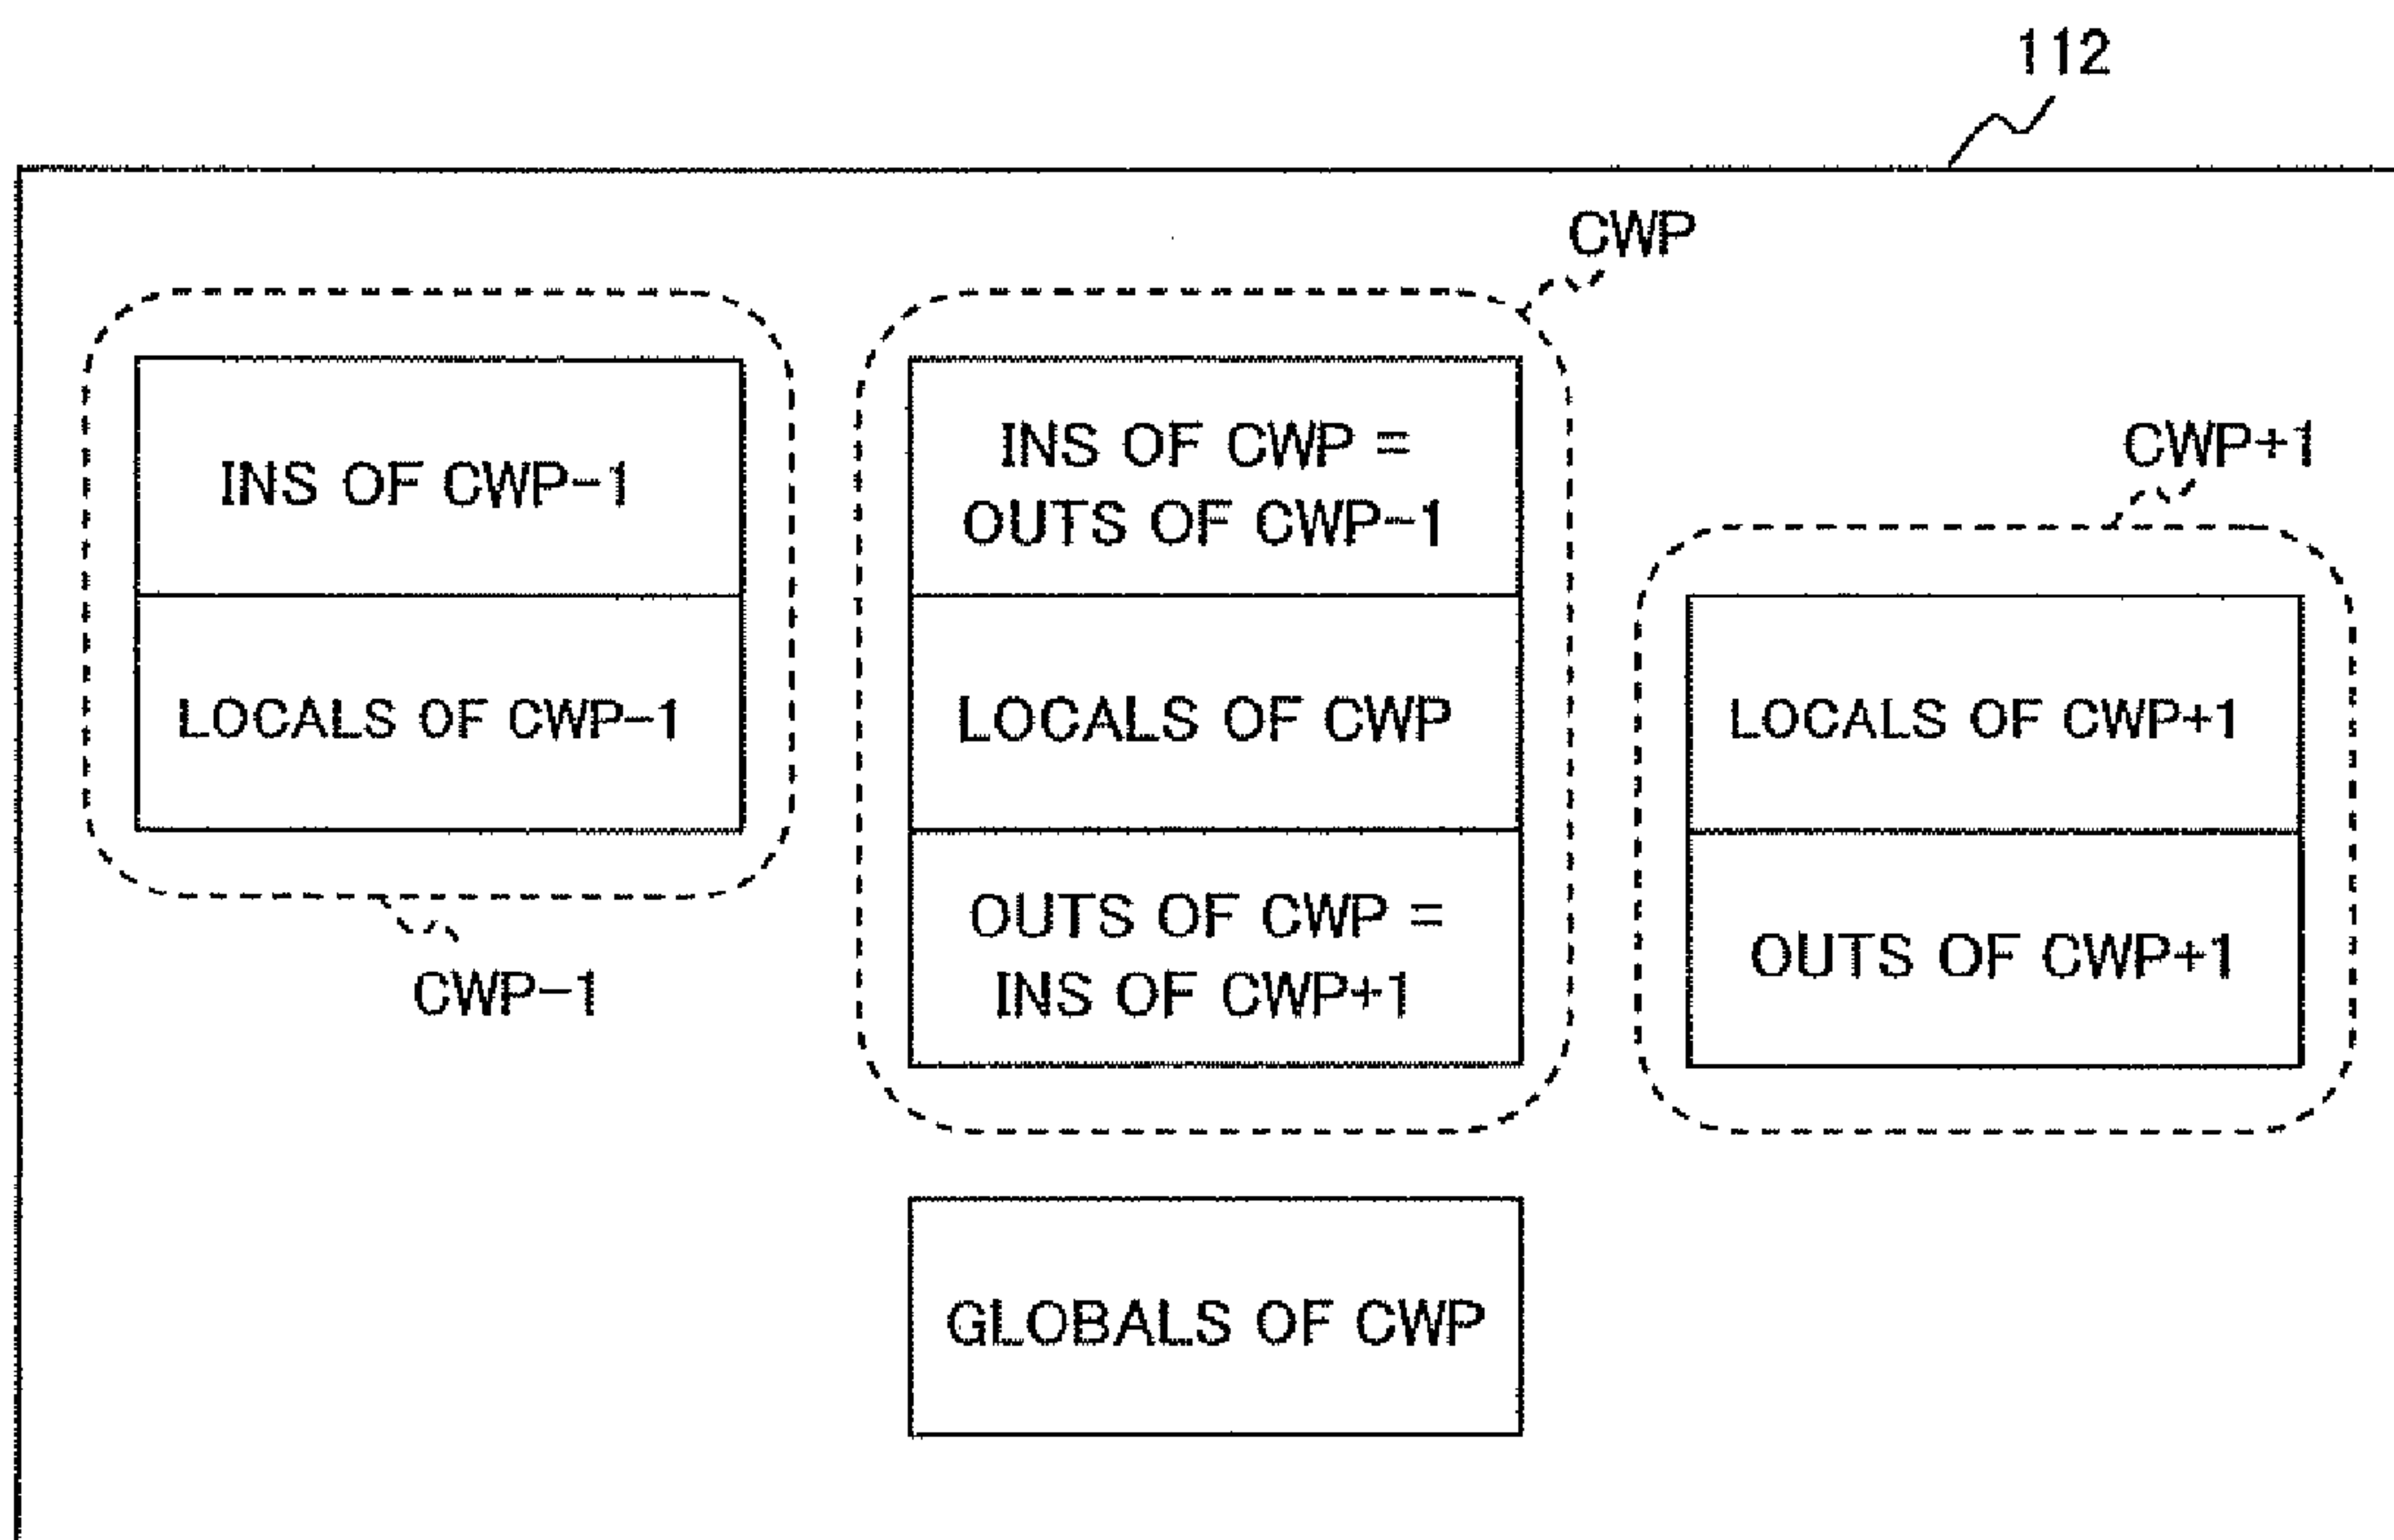 112
CWP
INS OF CWP-1
LOCALS OF CWP-1
CWP-1
INS OF CWP =
OUTS OF CWP-1
LOCALS OF CWP
OUTS OF CWP =
INS OF CWP+1
CWP+1
LOCALS OF CWP+1
OUTS OF CWP+1
GLOBALS OF CWP